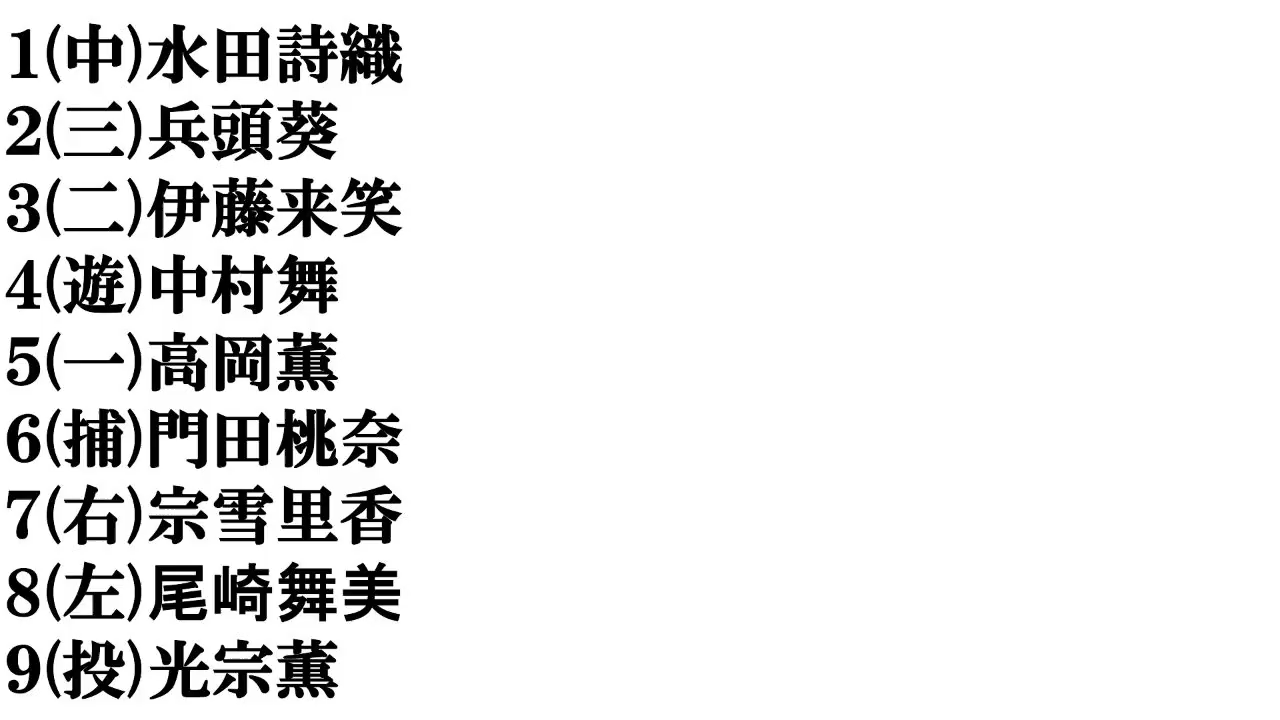 1(中)水田詩織
2(三)兵頭葵
3(二)伊藤来笑
4(遊)中村舞
5(一)高岡薫
6(捕)門田桃奈
7(右)宗雪里香
8(左)尾崎舞美
9(投)光宗薫